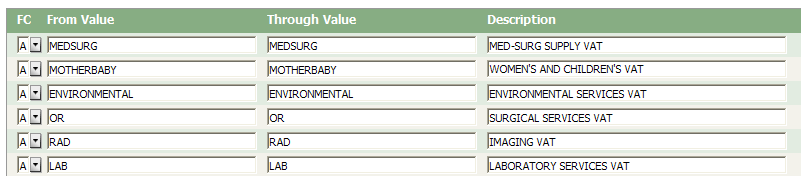 FC From Value Through Value Description
A MEDSURG MEDSURG MED-SURG SUPPLY VAT
A MOTHERBABY MOTHERBABY WOMEN'S AND CHILDREN'S VAT
A ENVIRONMENTAL ENVIRONMENTAL ENVIRONMENTAL SERVICES VAT
A OR OR SURGICAL SERVICES VAT
A RAD RAD IMAGING VAT
A LAB LAB LABORATORY SERVICES VAT